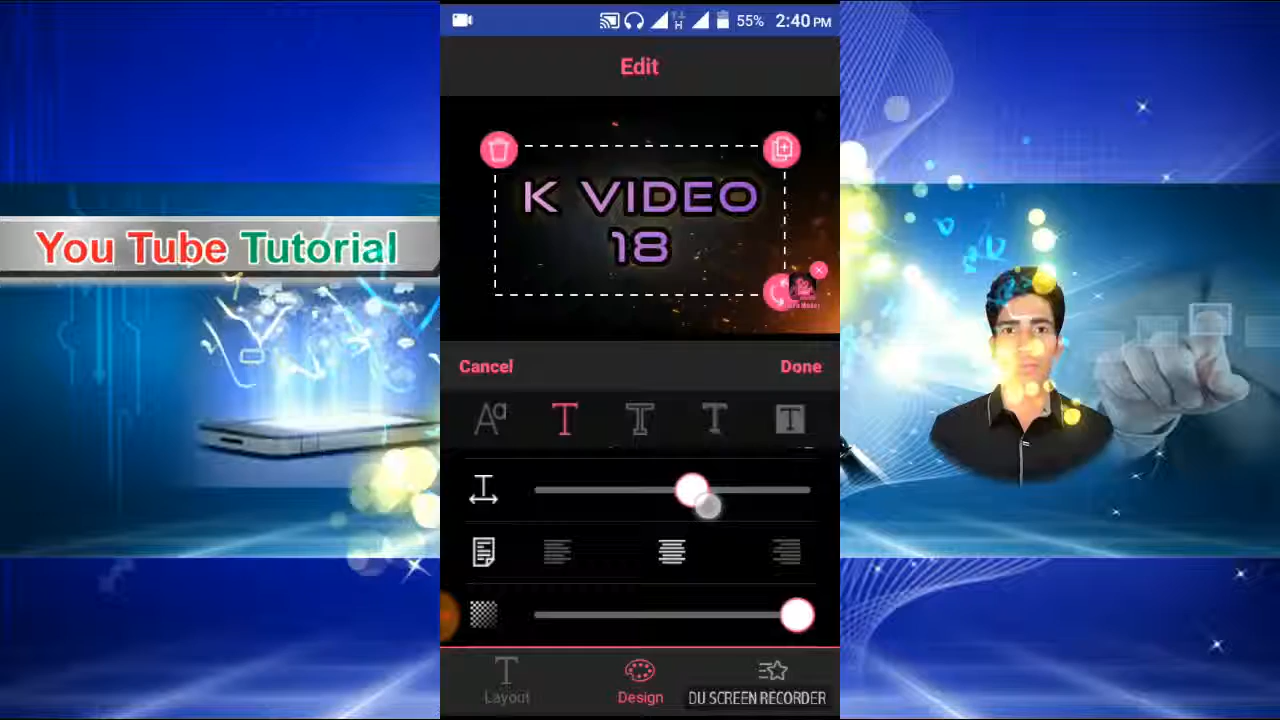 55% 2:40 PM
Edit
K VIDEO
18
You Tube Tutorial
Cancel
Done
Layout
Design
DU SCREEN RECORDER